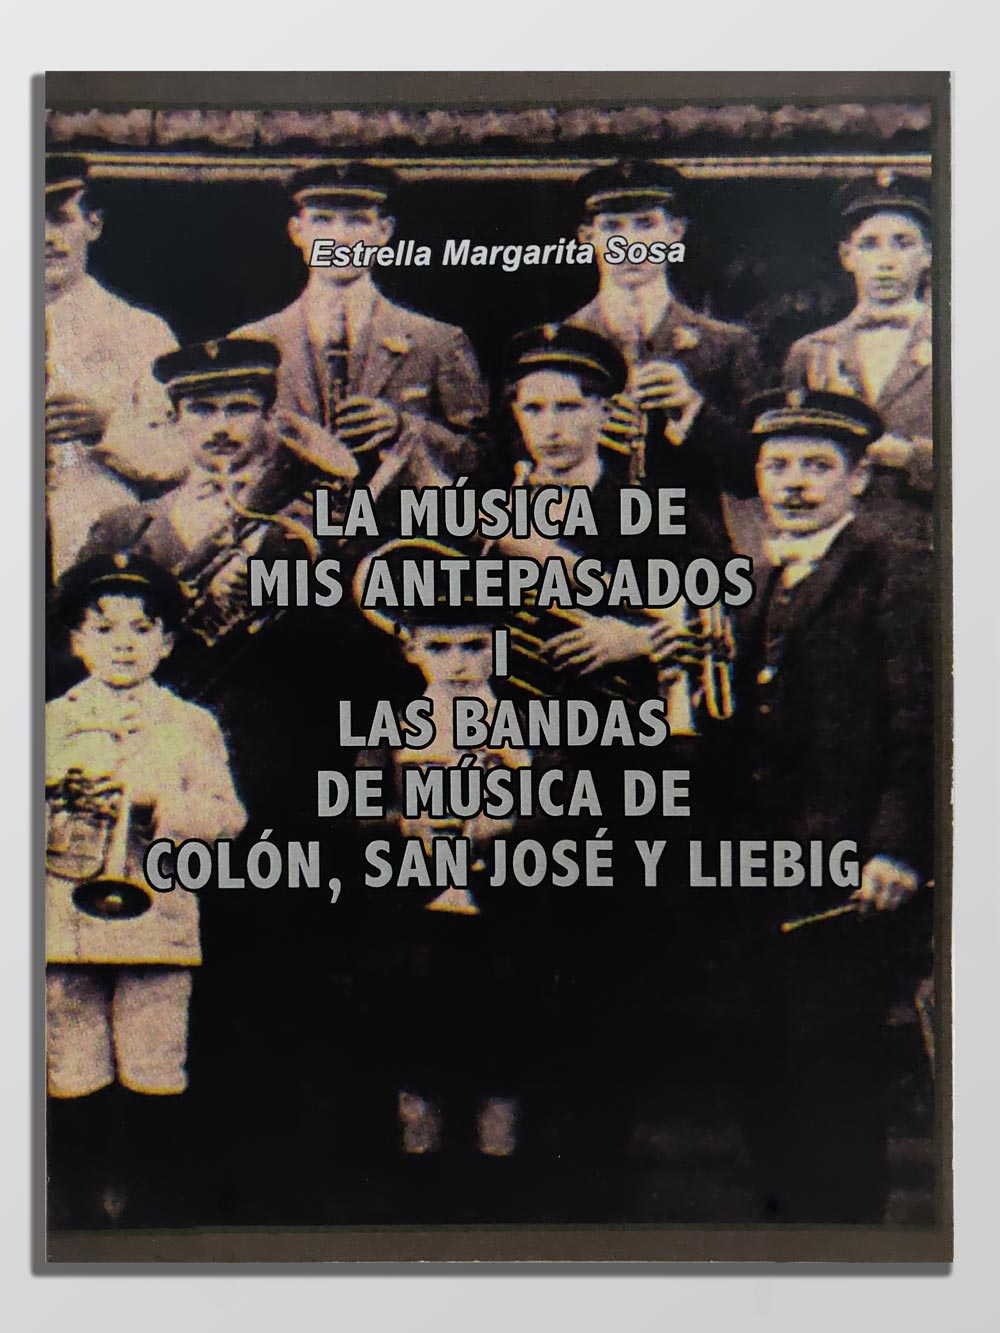 Estrella Margarita Sosa
LA MÚSICA DE
MIS ANTEPASADOS
I
LAS BANDAS
DE MÚSICA DE
COLÓN, SAN JOSÉ Y LIEBIG